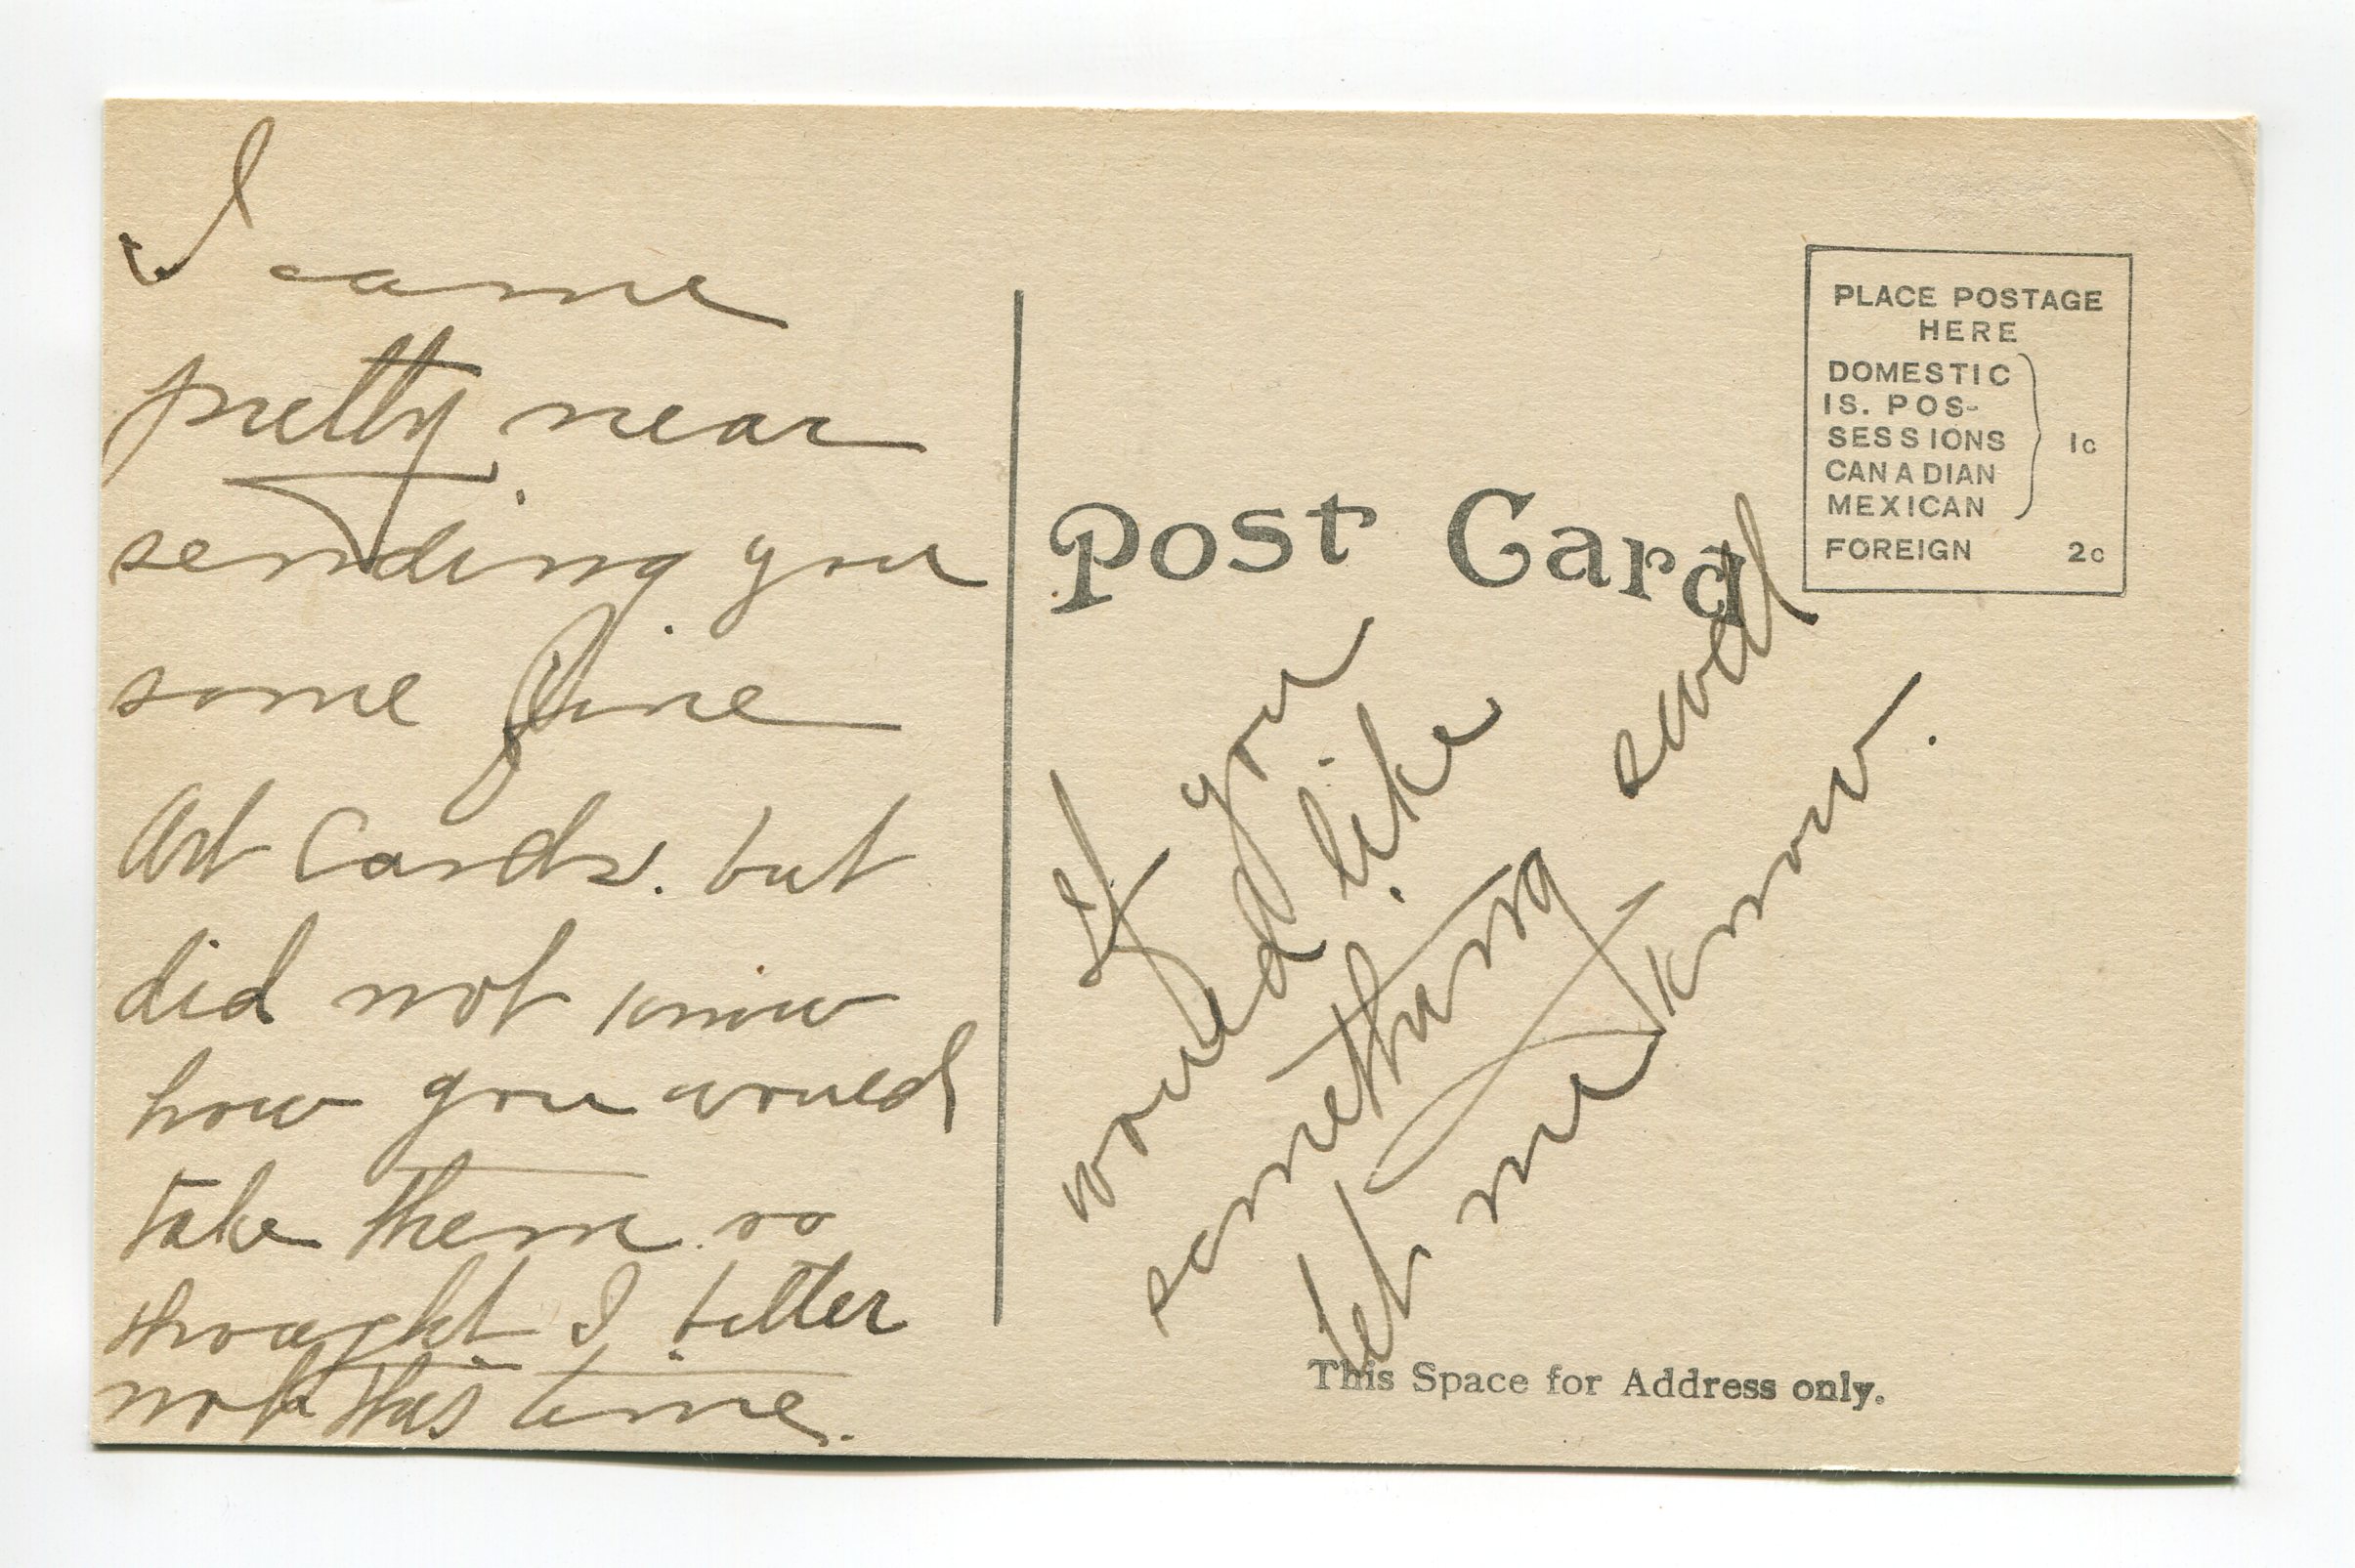 I came
pretty near
sending you
some fine
Art Cards. but
did not know
how you would
take them so
thought I better
not this time.
Post Card
PLACE POSTAGE
HERE
DOMESTIC
IS. POS-
SESSIONS
CANADIAN
MEXICAN
1c
FOREIGN 2c
If you
would like
something
let me know.
This Space for Address only.